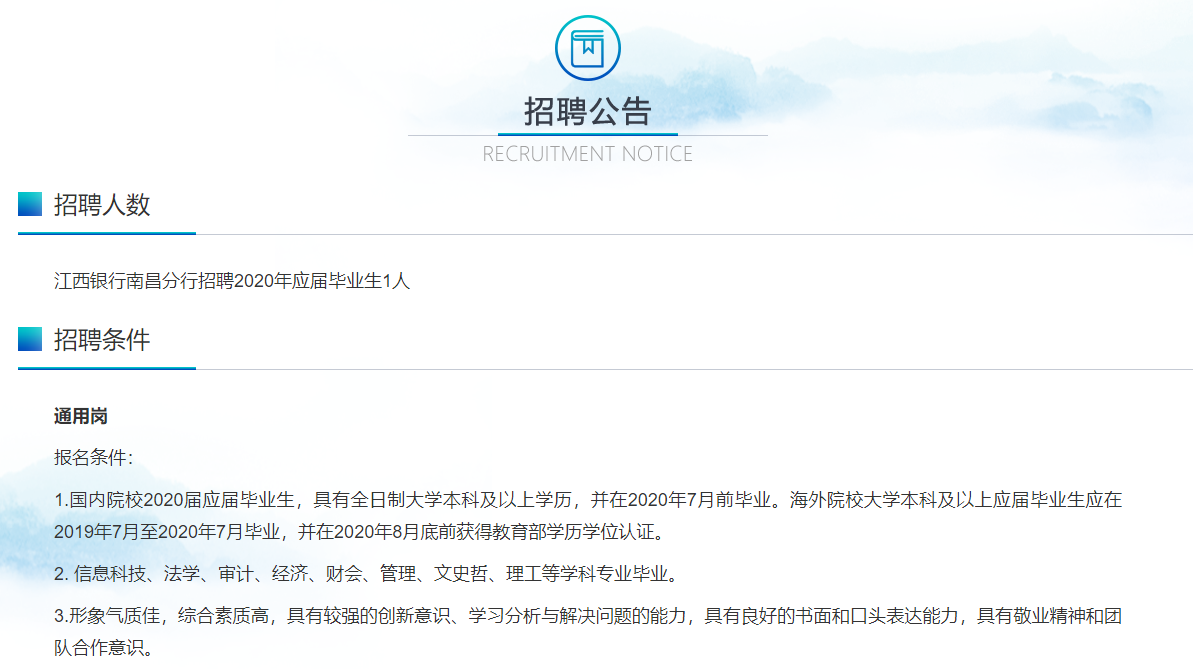 招聘公告
RECRUITMENT NOTICE
招聘人数
江西银行南昌分行招聘2020年应届毕业生1人
招聘条件
通用岗
报名条件：
1.国内院校2020届应届毕业生，具有全日制大学本科及以上学历，并在2020年7月前毕业。海外院校大学本科及以上应届毕业生应在
2019年7月至2020年7月毕业，并在2020年8月底前获得教育部学历学位认证。
2. 信息科技、法学、审计、经济、财会、管理、文史哲、理工等学科专业毕业。
3.形象气质佳，综合素质高，具有较强的创新意识、学习分析与解决问题的能力，具有良好的书面和口头表达能力，具有敬业精神和团
队合作意识。